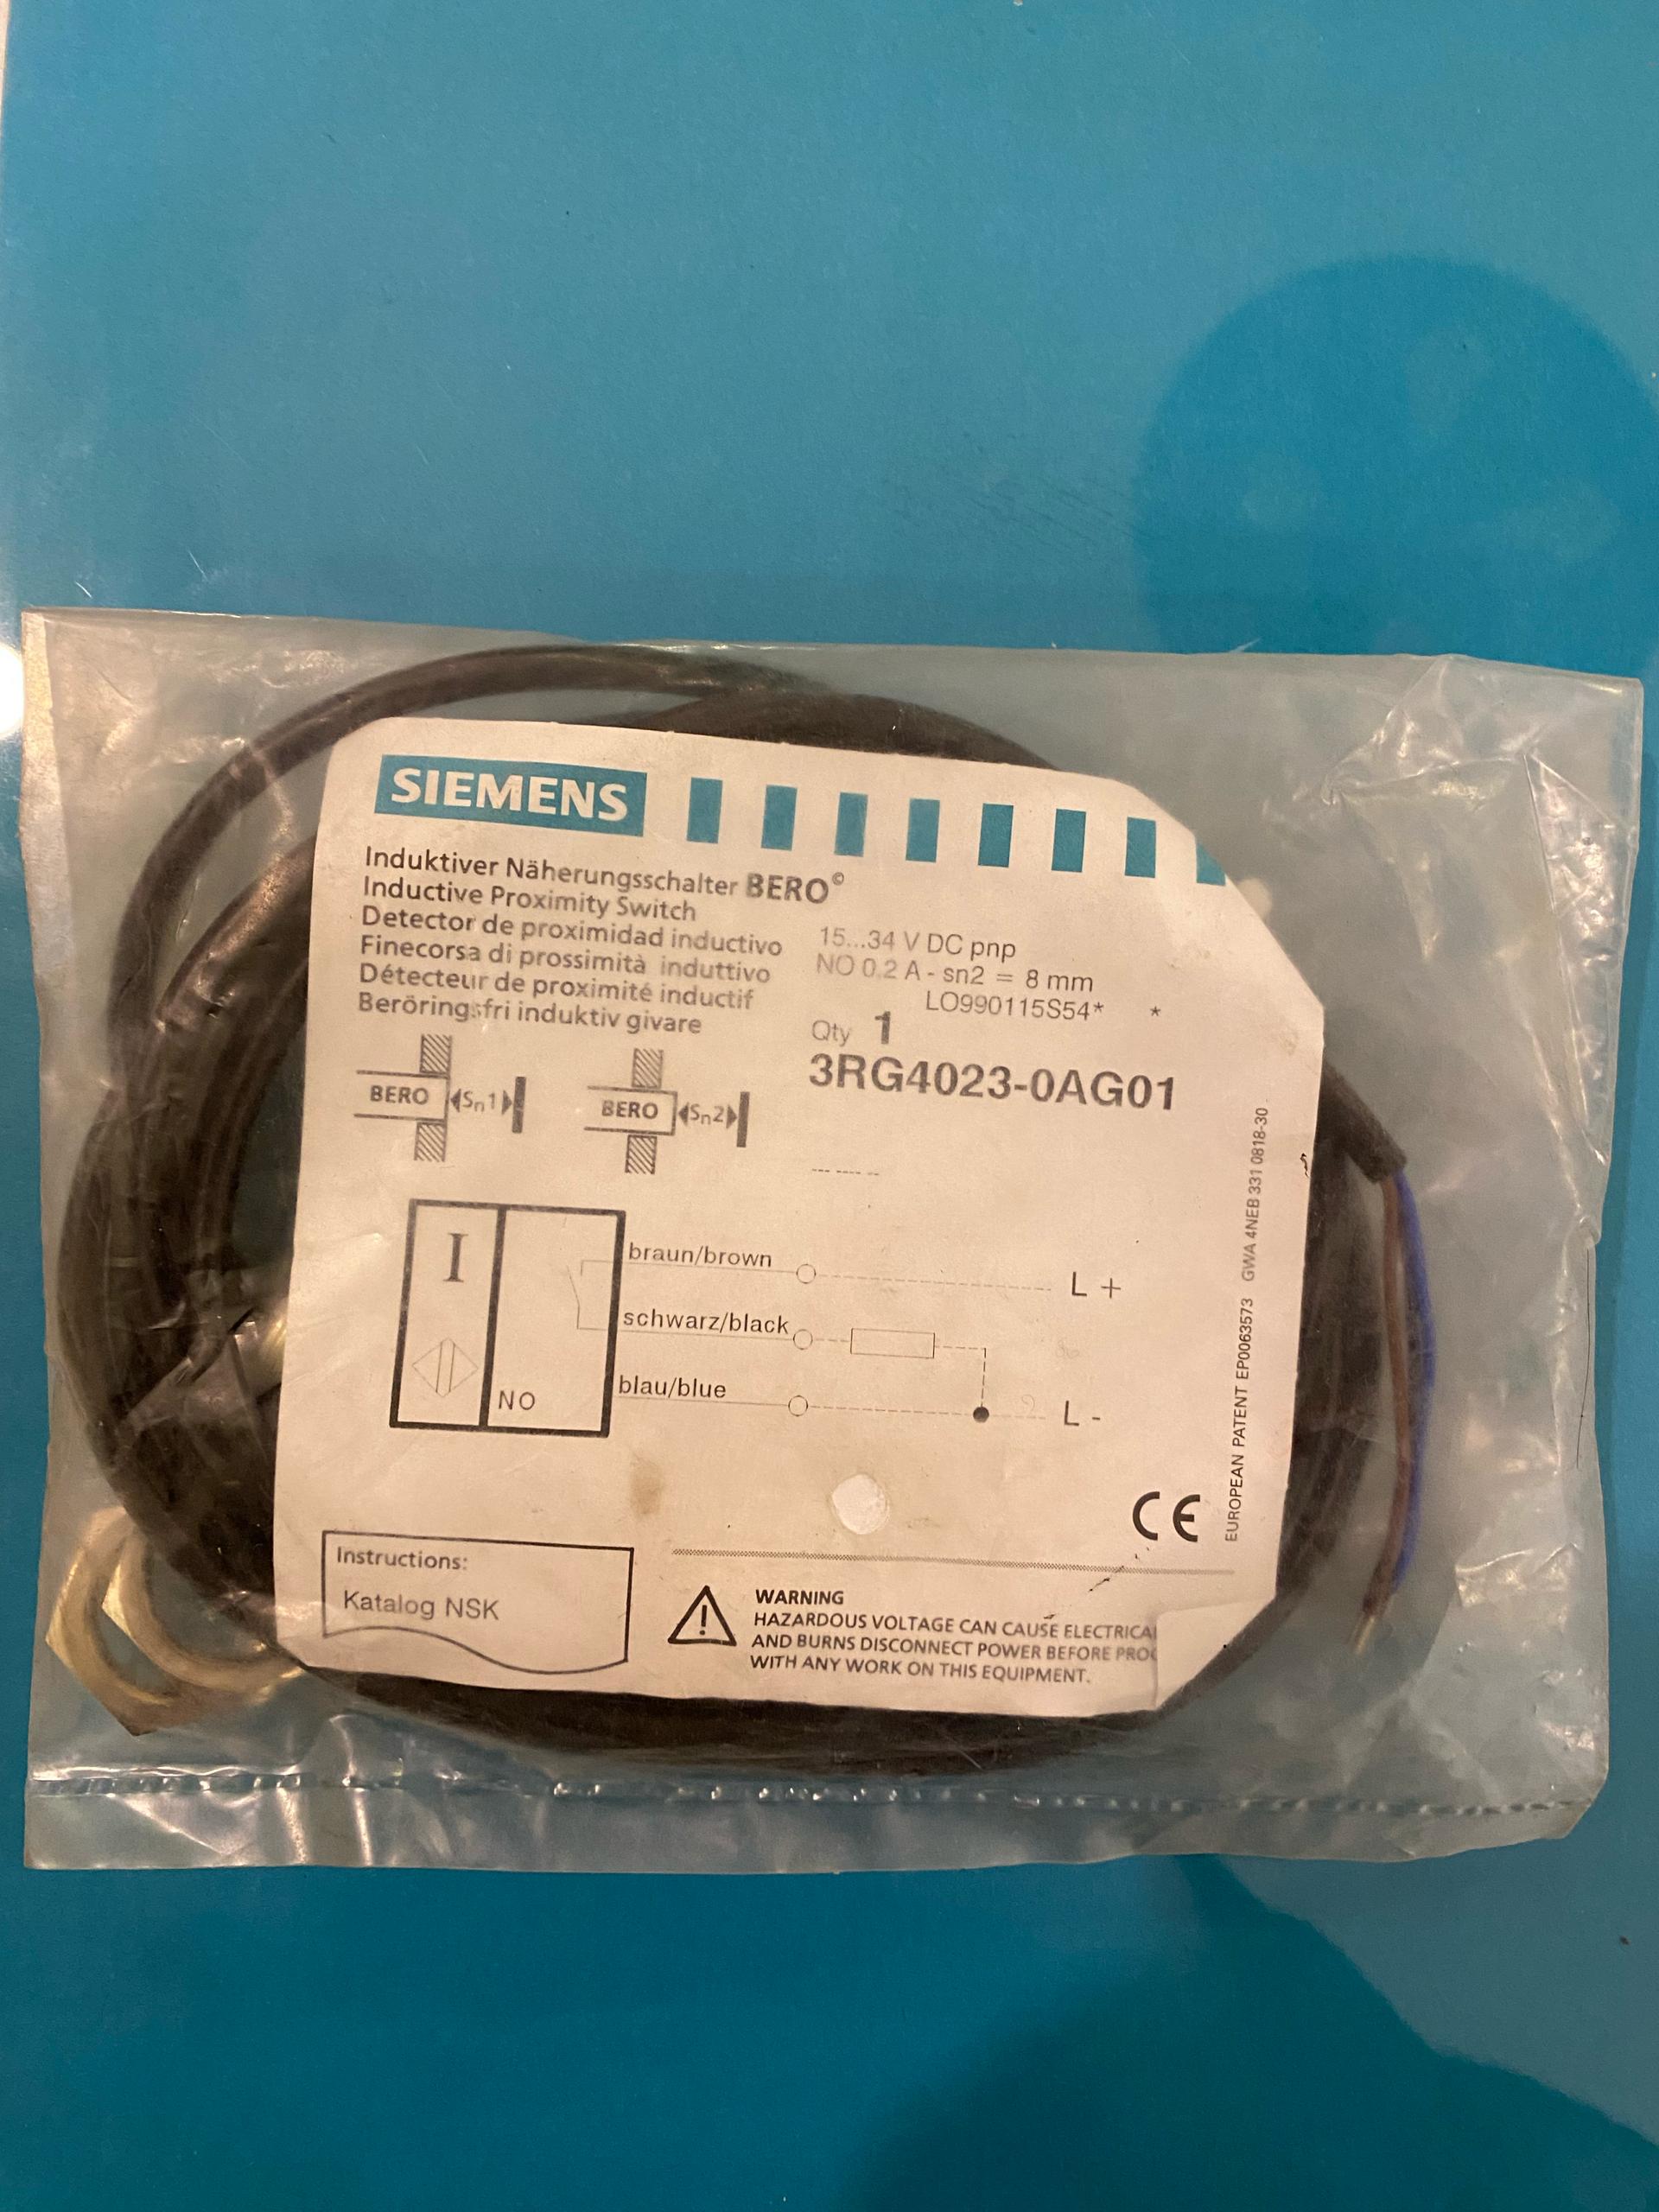 SIEMENS
Induktiver Näherungsschalter BERO©
Inductive Proximity Switch
Detector de proximidad inductivo
Finecorsa di prossimità induttivo
Détecteur de proximité inductif
Beröringsfri induktiv givare
15...34 V DC pnp
NO 0.2 A - sn2 = 8 mm
LO990115S54* *
Qty 1
3RG4023-0AG01
BERO Sn1
BERO Sn2
--- ---- --
I
NO
braun/brown
L +
schwarz/black
blau/blue
L -
CE
EUROPEAN PATENT EP0063573 GWA 4NEB 331 0818-30
Instructions:
Katalog NSK
WARNING
HAZARDOUS VOLTAGE CAN CAUSE ELECTRICA
AND BURNS DISCONNECT POWER BEFORE PRO
WITH ANY WORK ON THIS EQUIPMENT.